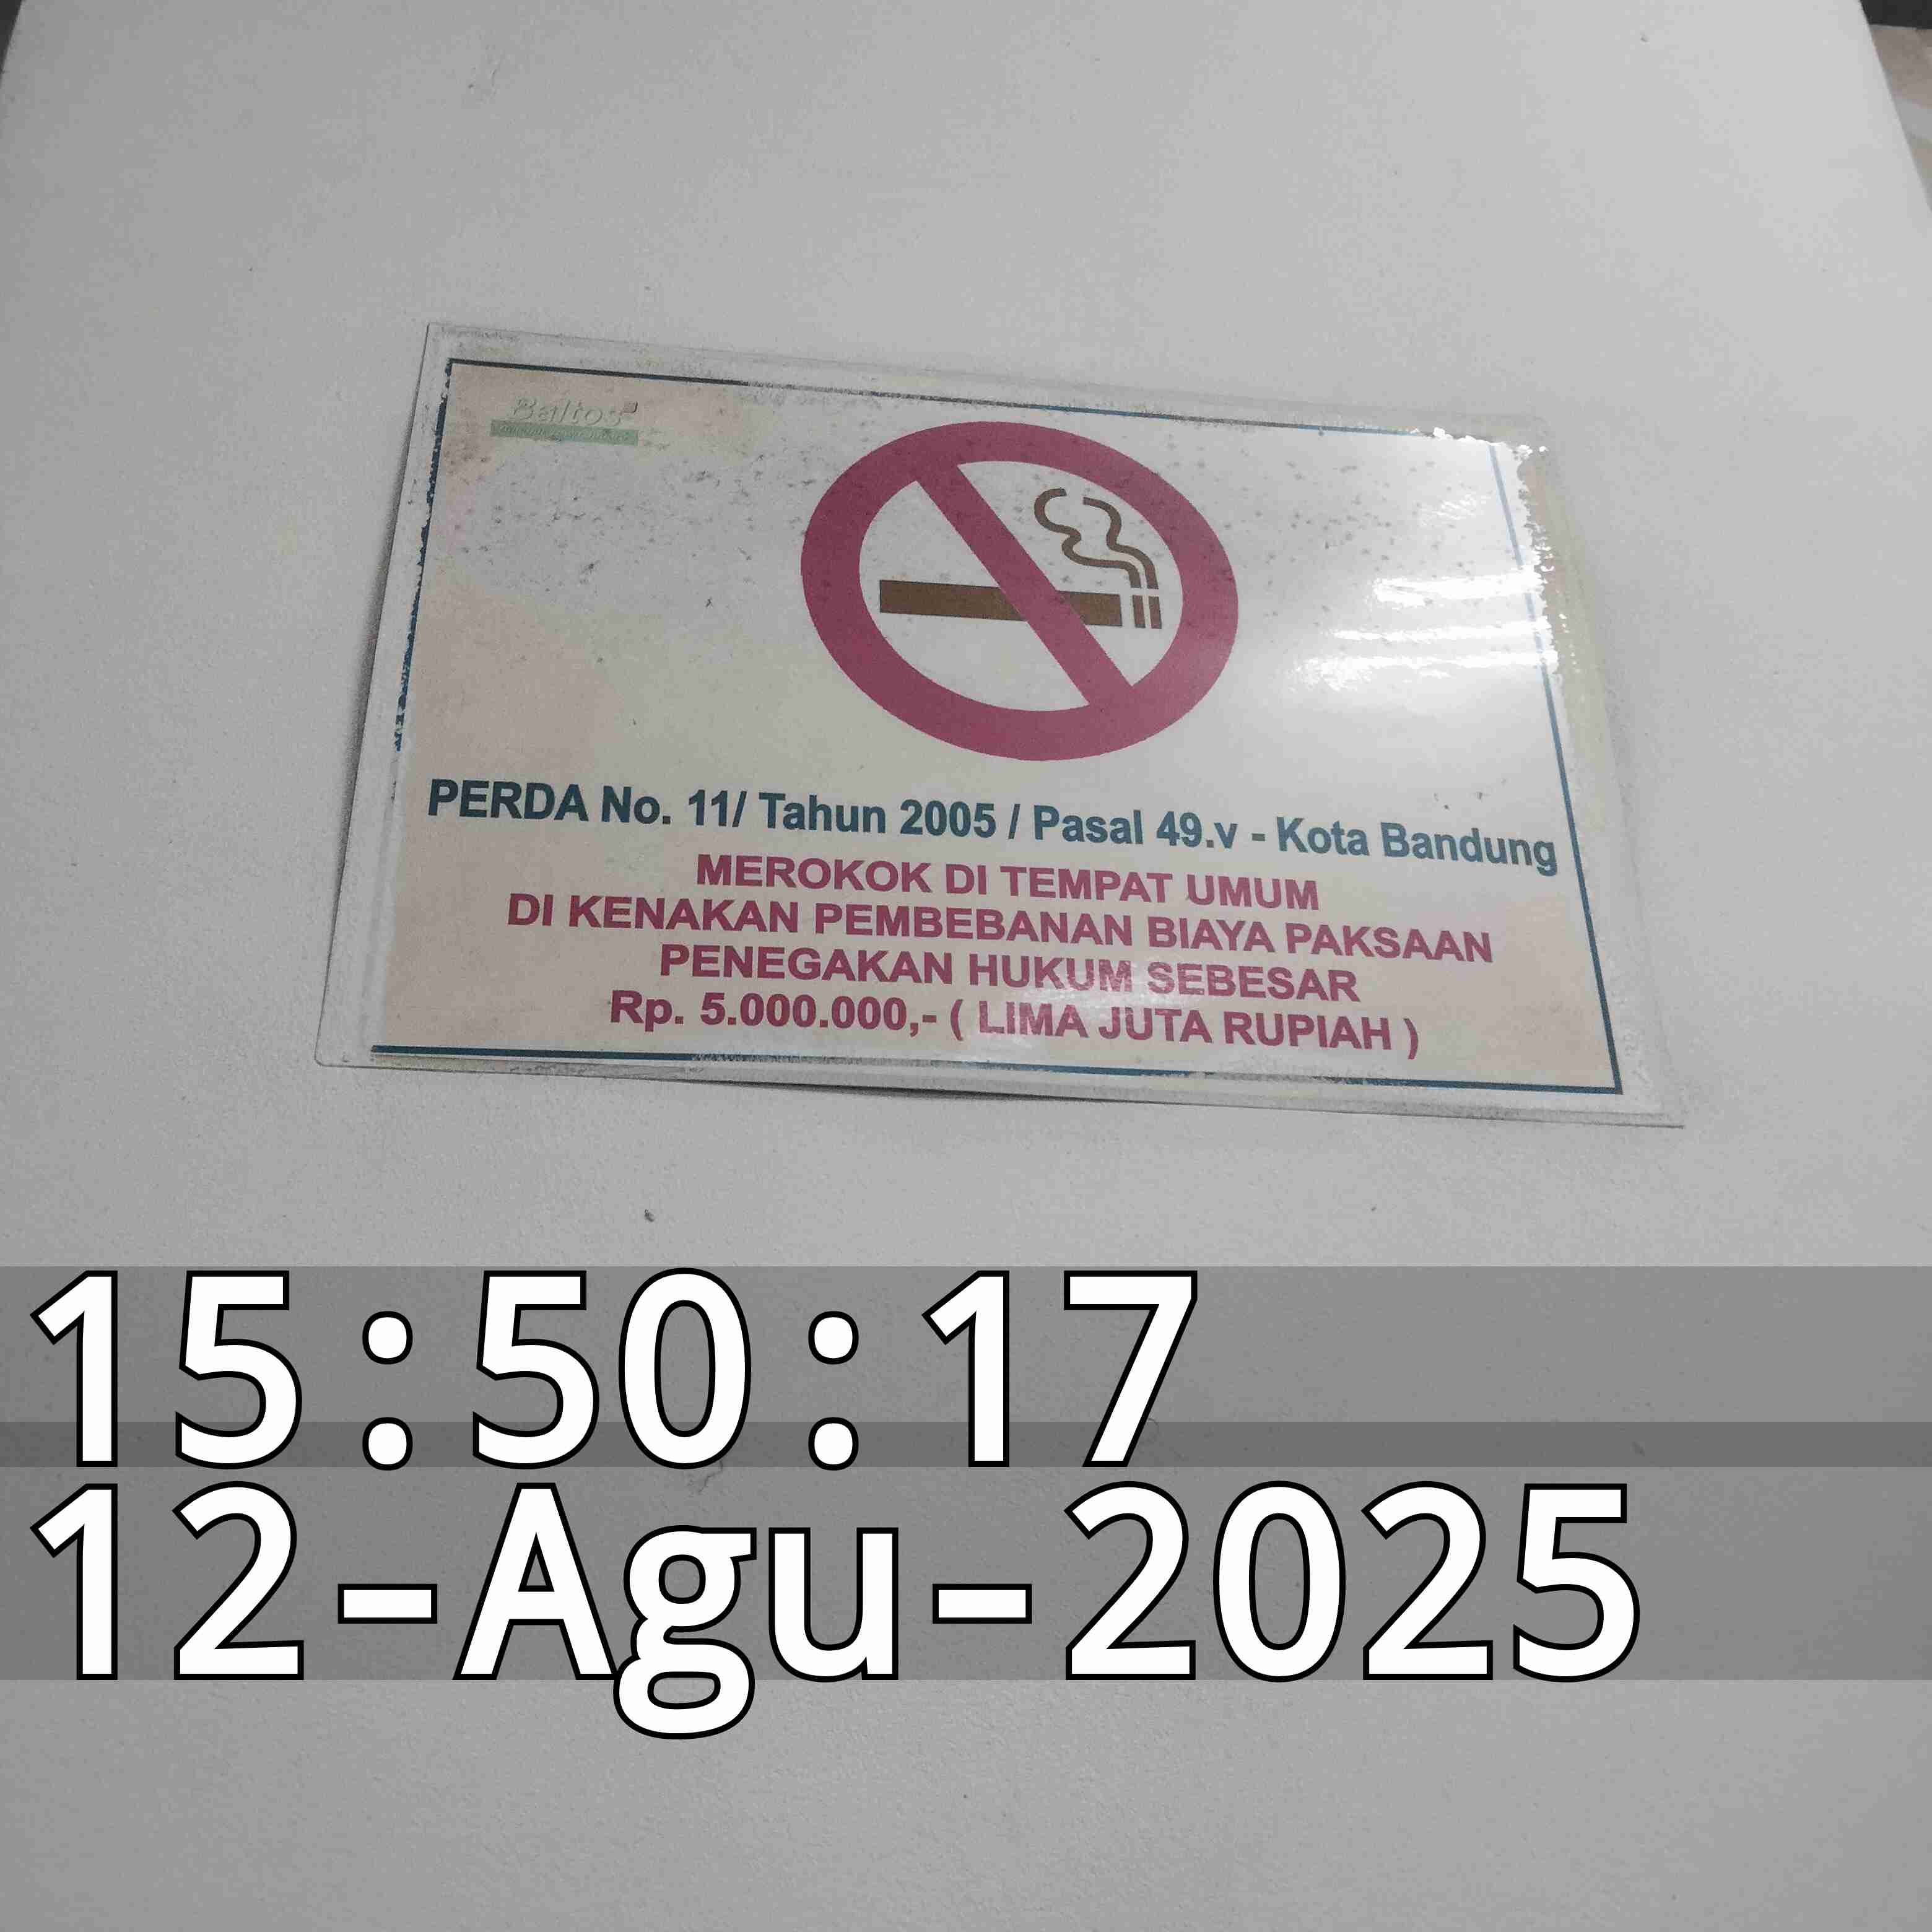 Baltos
PERDA No. 11/ Tahun 2005 / Pasal 49.v - Kota Bandung
MEROKOK DI TEMPAT UMUM
DI KENAKAN PEMBEBANAN BIAYA PAKSAAN
PENEGAKAN HUKUM SEBESAR
Rp. 5.000.000,- ( LIMA JUTA RUPIAH )
15:50:17
12-Agu-2025